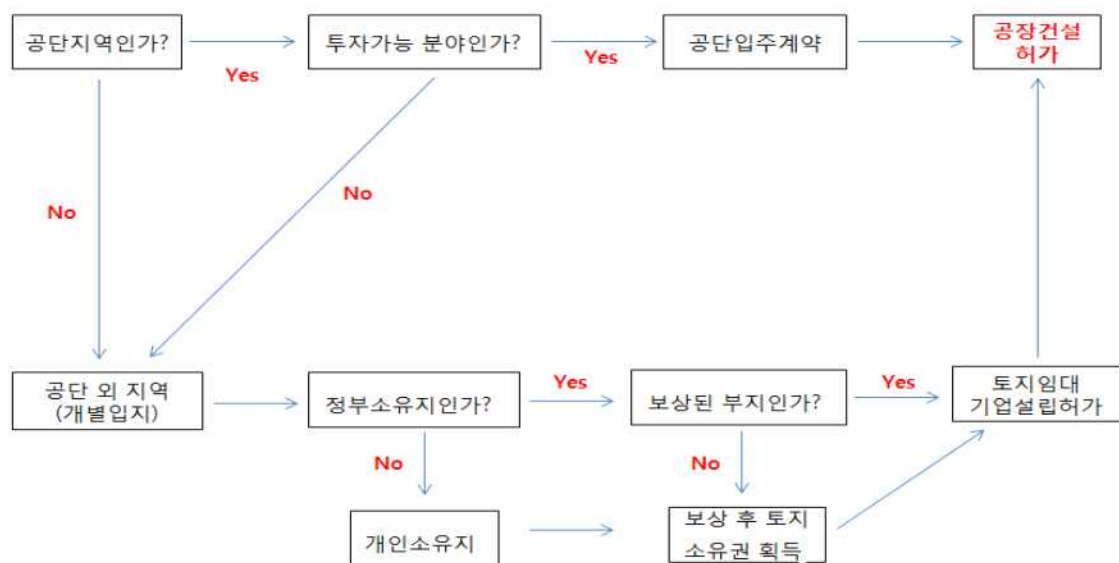 공단지역인가?
Yes
투자가능 분야인가?
Yes
공단입주계약
공장건설
허가
No
No
공단 외 지역
(개별입지)
정부소유지인가?
Yes
보상된 부지인가?
Yes
토지임대
기업설립허가
No
No
개인소유지
보상 후 토지
소유권 획득